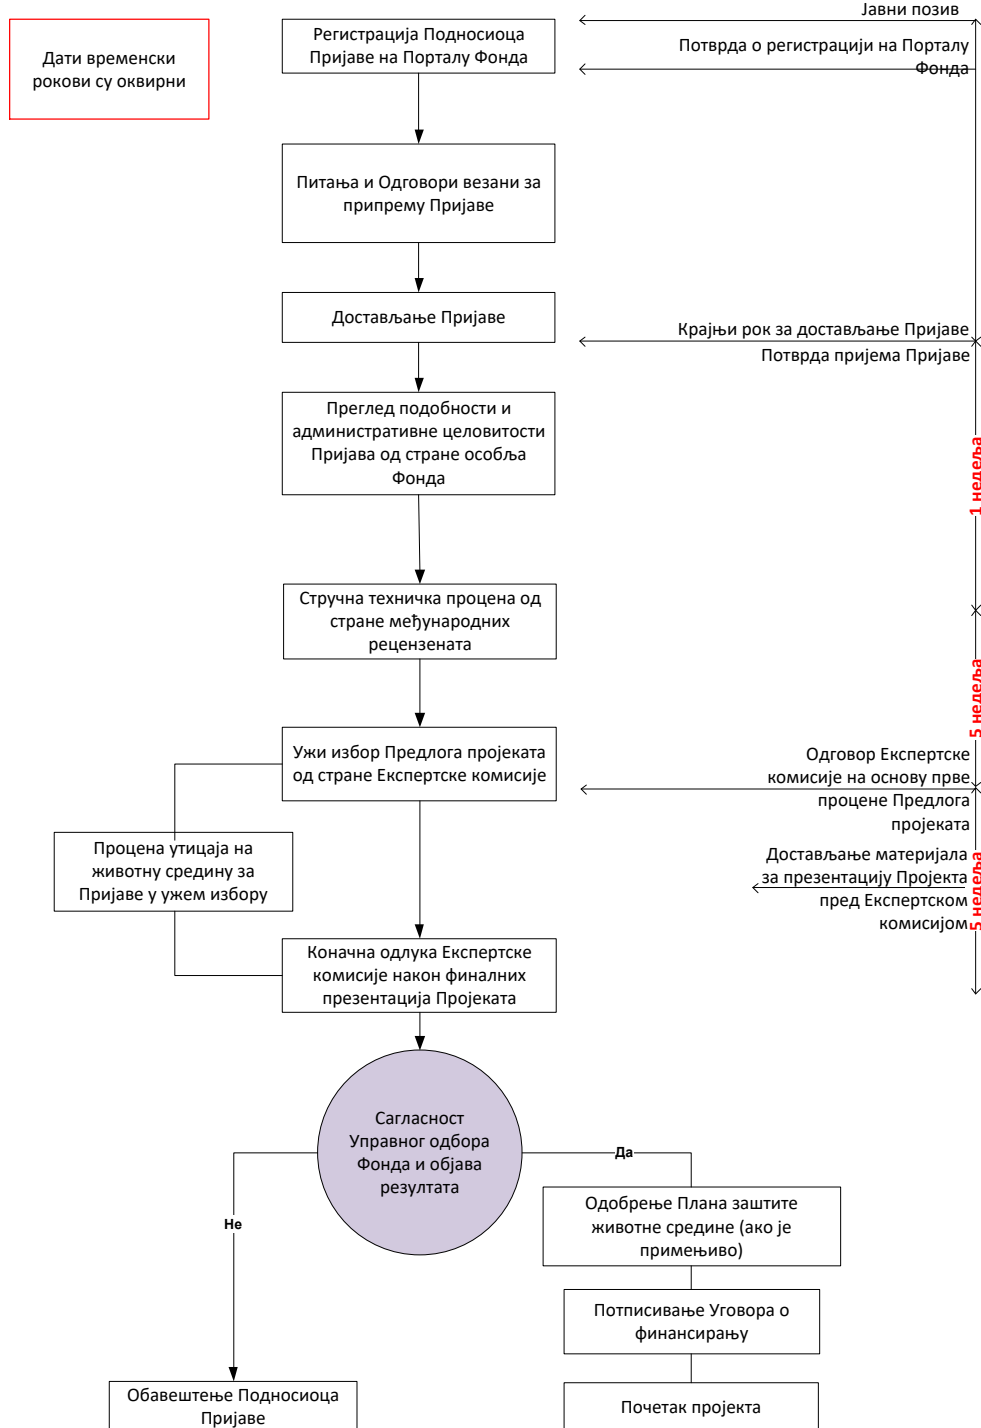 Јавни позив
Регистрација Подносиоца
Пријаве на Порталу Фонда
Потврда о регистрацији на Порталу
Фонда
Дати временски
рокови су оквирни
Питања и Одговори везани за
припрему Пријаве
Достављање Пријаве
Крајњи рок за достављање Пријаве
Потврда пријема Пријаве
Преглед подобности и
административне целовитости
Пријава од стране особља
Фонда
1 недеља
Стручна техничка процена од
стране међународних
рецензената
5 недеља
Ужи избор Предлога пројеката
од стране Експертске комисије
Одговор Експертске
комисије на основу прве
процене Предлога
пројеката
Процена утицаја на
животну средину за
Пријаве у ужем избору
Достављање материјала
за презентацију Пројекта
пред Експертском
комисијом
5 недеља
Коначна одлука Експертске
комисије након финалних
презентација Пројеката
Сагласност
Управног одбора
Фонда и објава
резултата
Да
Не
Одобрење Плана заштите
животне средине (ако је
примењиво)
Потписивање Уговора о
финансирању
Обавештење Подносиоца
Пријаве
Почетак пројекта